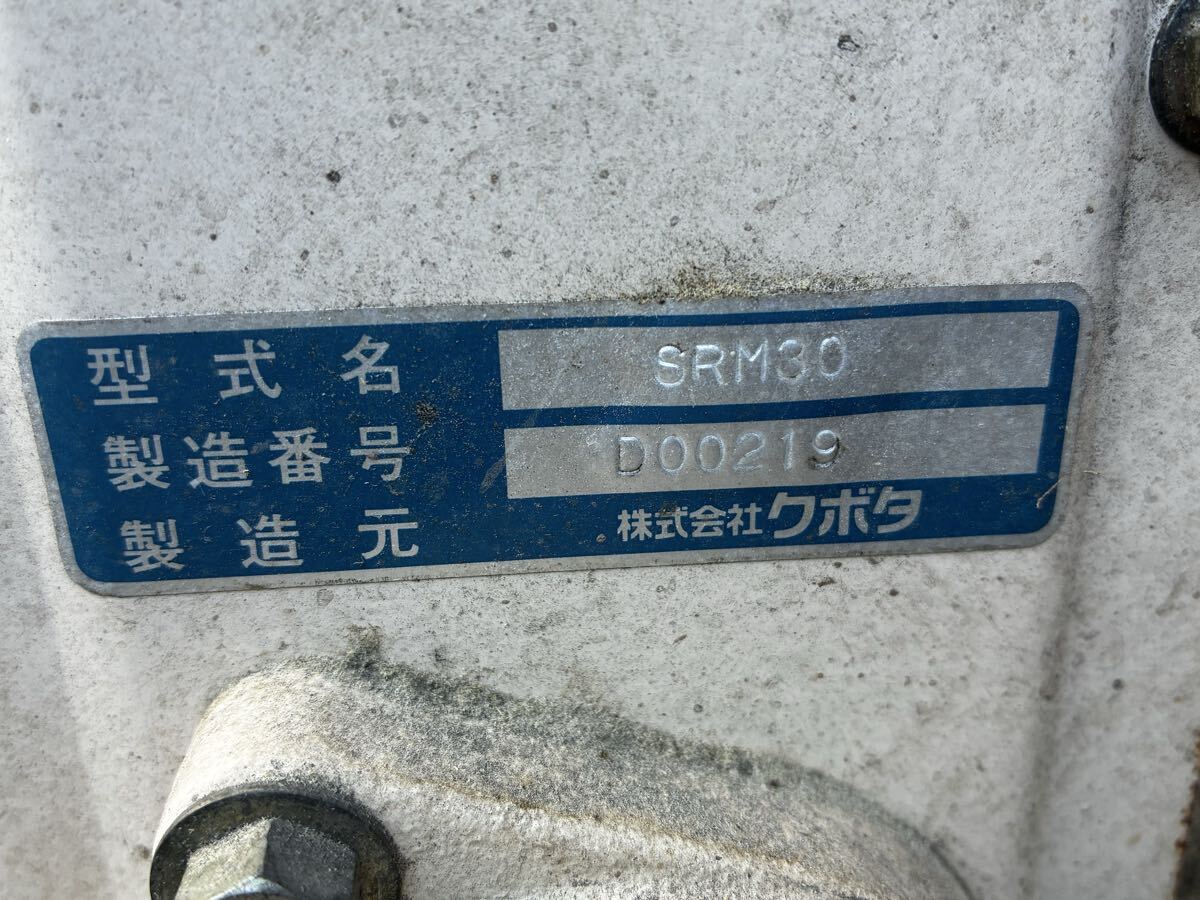 型式名 SRM30
製造番号 D00219
製造元 株式会社クボタ